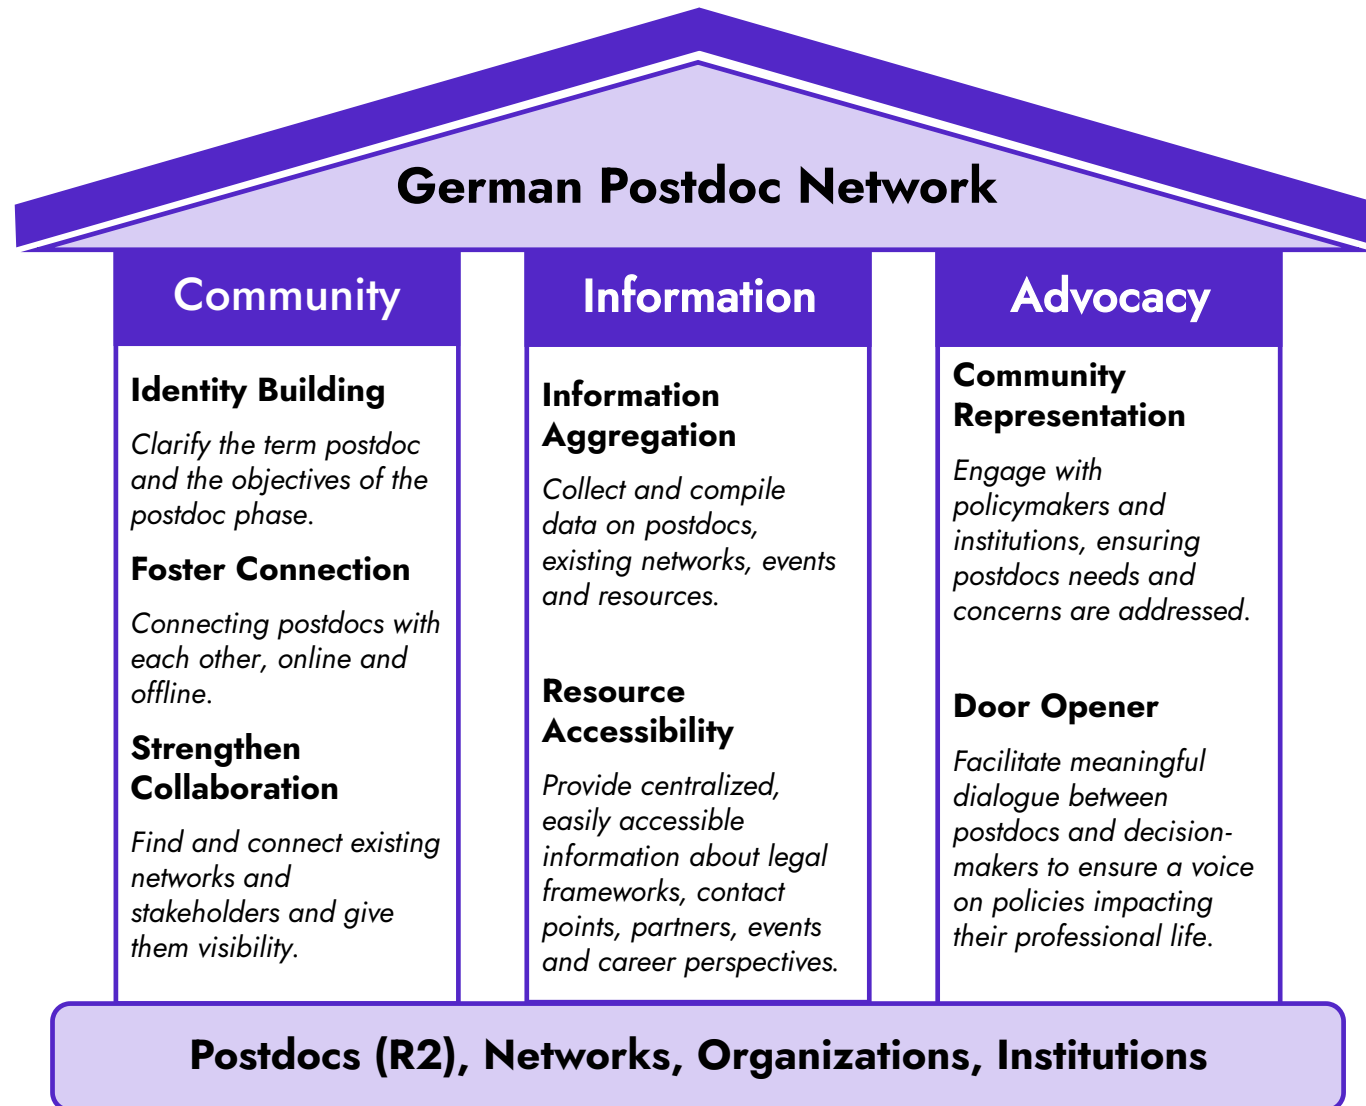 German Postdoc Network
Community
Identity Building
Clarify the term postdoc
and the objectives of the
postdoc phase.
Foster Connection
Connecting postdocs with
each other, online and
offline.
Strengthen
Collaboration
Find and connect existing
networks and
stakeholders and give
them visibility.
Information
Information
Aggregation
Collect and compile
data on postdocs,
existing networks, events
and resources.
Resource
Accessibility
Provide centralized,
easily accessible
information about legal
frameworks, contact
points, partners, events
and career perspectives.
Advocacy
Community
Representation
Engage with
policymakers and
institutions, ensuring
postdocs needs and
concerns are addressed.
Door Opener
Facilitate meaningful
dialogue between
postdocs and decision-
makers to ensure a voice
on policies impacting
their professional life.
Postdocs (R2), Networks, Organizations, Institutions